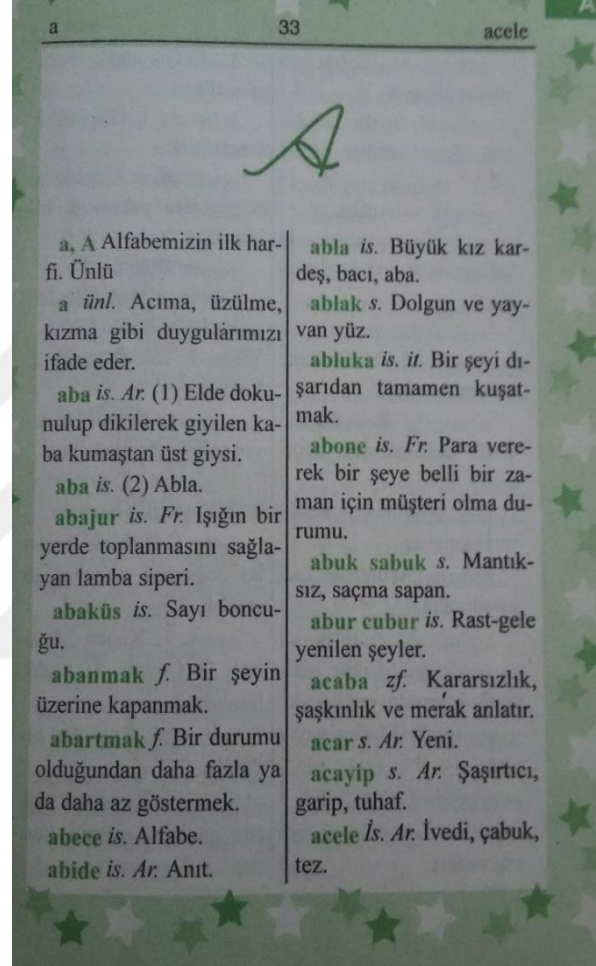 a 33 acele
A
A
a, A Alfabemizin ilk har-
fi. Ünlü
a ünl. Acıma, üzülme,
kızma gibi duygularımızı
ifade eder.
aba is. Ar. (1) Elde doku-
nulup dikilerek giyilen ka-
ba kumaştan üst giysi.
aba is. (2) Abla.
abajur is. Fr. Işığın bir
yerde toplanmasını sağla-
yan lamba siperi.
abaküs is. Sayı boncu-
ğu.
abanmak f. Bir şeyin
üzerine kapanmak.
abartmak f. Bir durumu
olduğundan daha fazla ya
da daha az göstermek.
abece is. Alfabe.
abide is. Ar. Anıt.
abla is. Büyük kız kar-
deş, bacı, aba.
ablak s. Dolgun ve yay-
van yüz.
abluka is. it. Bir şeyi dı-
şarıdan tamamen kuşat-
mak.
abone is. Fr. Para vere-
rek bir şeye belli bir za-
man için müşteri olma du-
rumu.
abuk sabuk s. Mantık-
sız, saçma sapan.
abur cubur is. Rast-gele
yenilen şeyler.
acaba zf. Kararsızlık,
şaşkınlık ve merak anlatır.
acar s. Ar. Yeni.
acayip s. Ar. Şaşırtıcı,
garip, tuhaf.
acele İs. Ar. İvedi, çabuk,
tez.